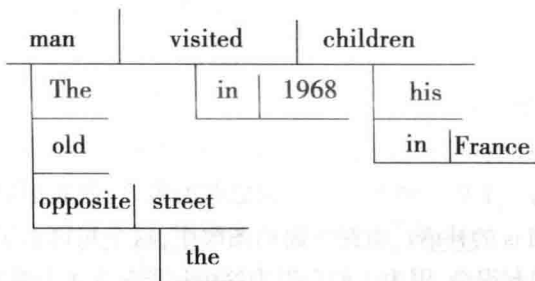 man visited children
The in 1968 his
old in France
opposite street
the